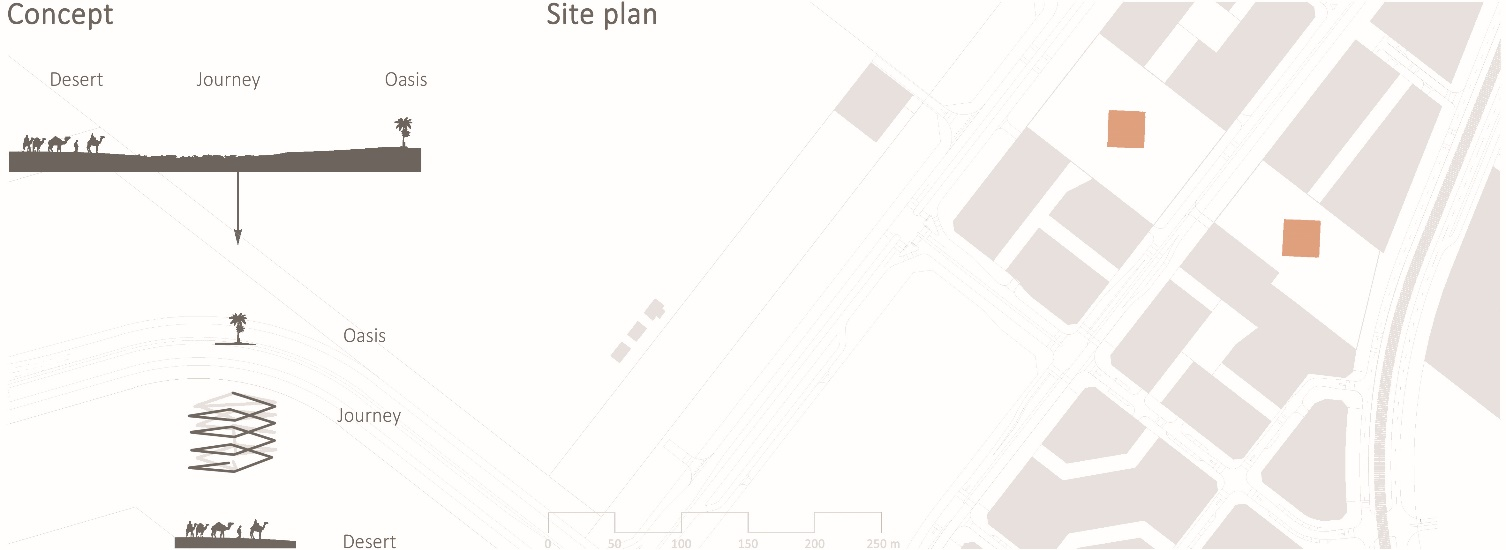 Concept
Site plan
Desert
Journey
Oasis
Oasis
Journey
Desert
0 50 100 150 200 250 m